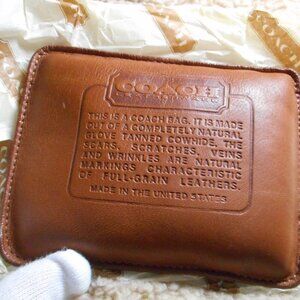 COACH
THIS IS A COACH BAG. IT IS MADE
OUT OF A COMPLETELY NATURAL
GLOVE TANNED COWHIDE, THE
SCARS, SCRATCHES, VEINS
AND WRINKLES ARE NATURAL
MARKINGS CHARACTERISTIC
OF FULL-GRAIN LEATHERS.
MADE IN THE UNITED STATES